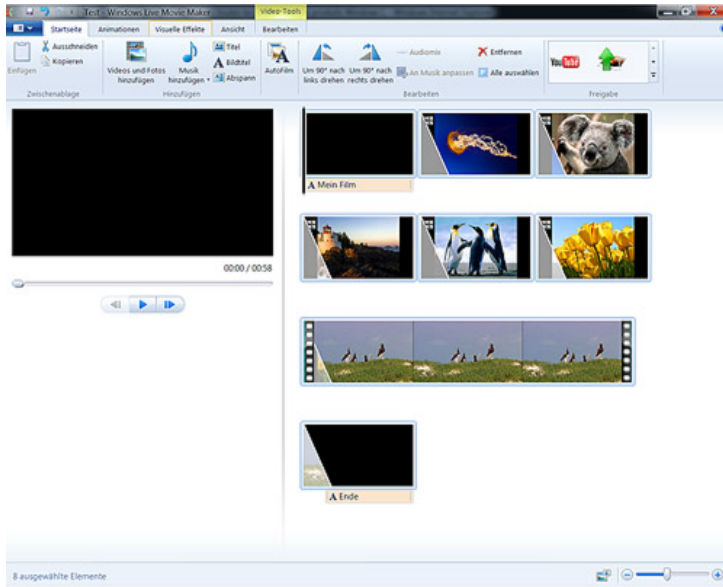 Test - Windows Live Movie Maker
Video-Tools
Startseite Animationen Visuelle Effekte Ansicht Bearbeiten
Einfügen
Ausschneiden
Kopieren
Zwischenablage
Videos und Fotos hinzufügen
Musik hinzufügen
Titel
Bildtitel
Abspann
Hinzufügen
AutoFilm
Um 90° nach links drehen
Um 90° nach rechts drehen
Audiomix
An Musik anpassen
Entfernen
Alle auswählen
Bearbeiten
YouTube
Freigabe
A Mein Film
00:00 / 00:58
A Ende
8 ausgewählte Elemente